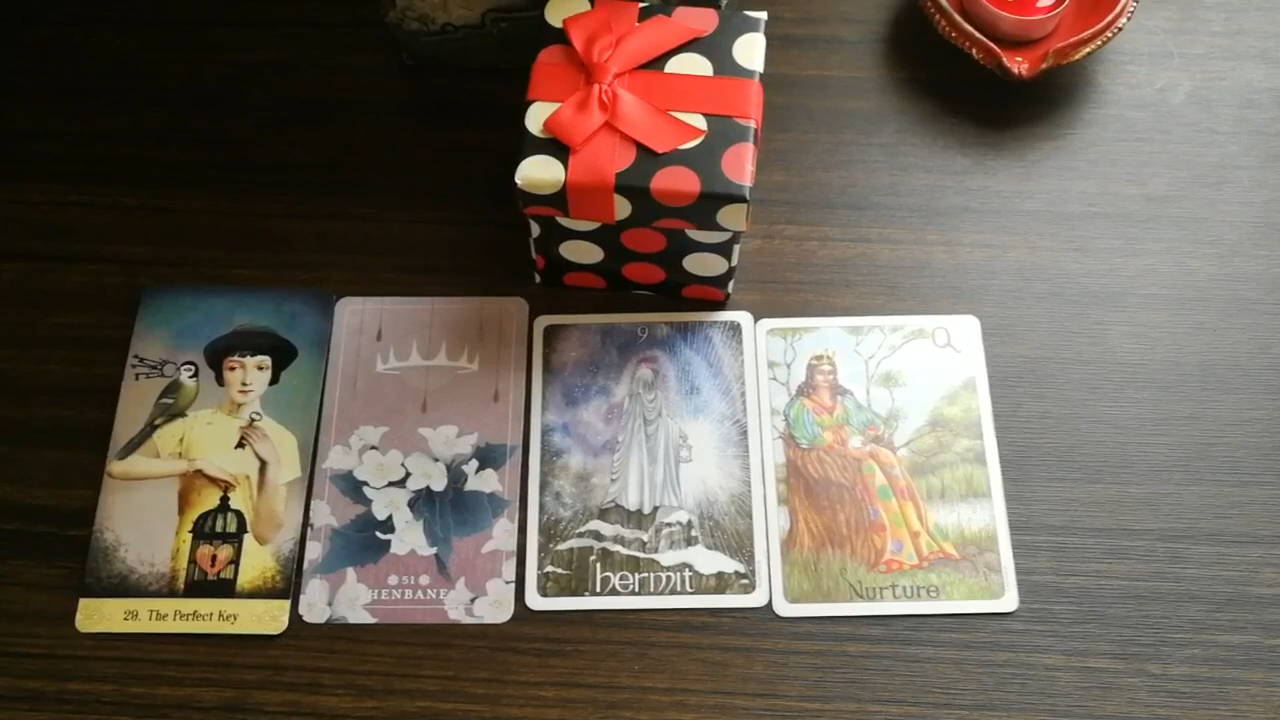 29. The Perfect Key
51
HENBANE
9
hermit
Q
Nurture